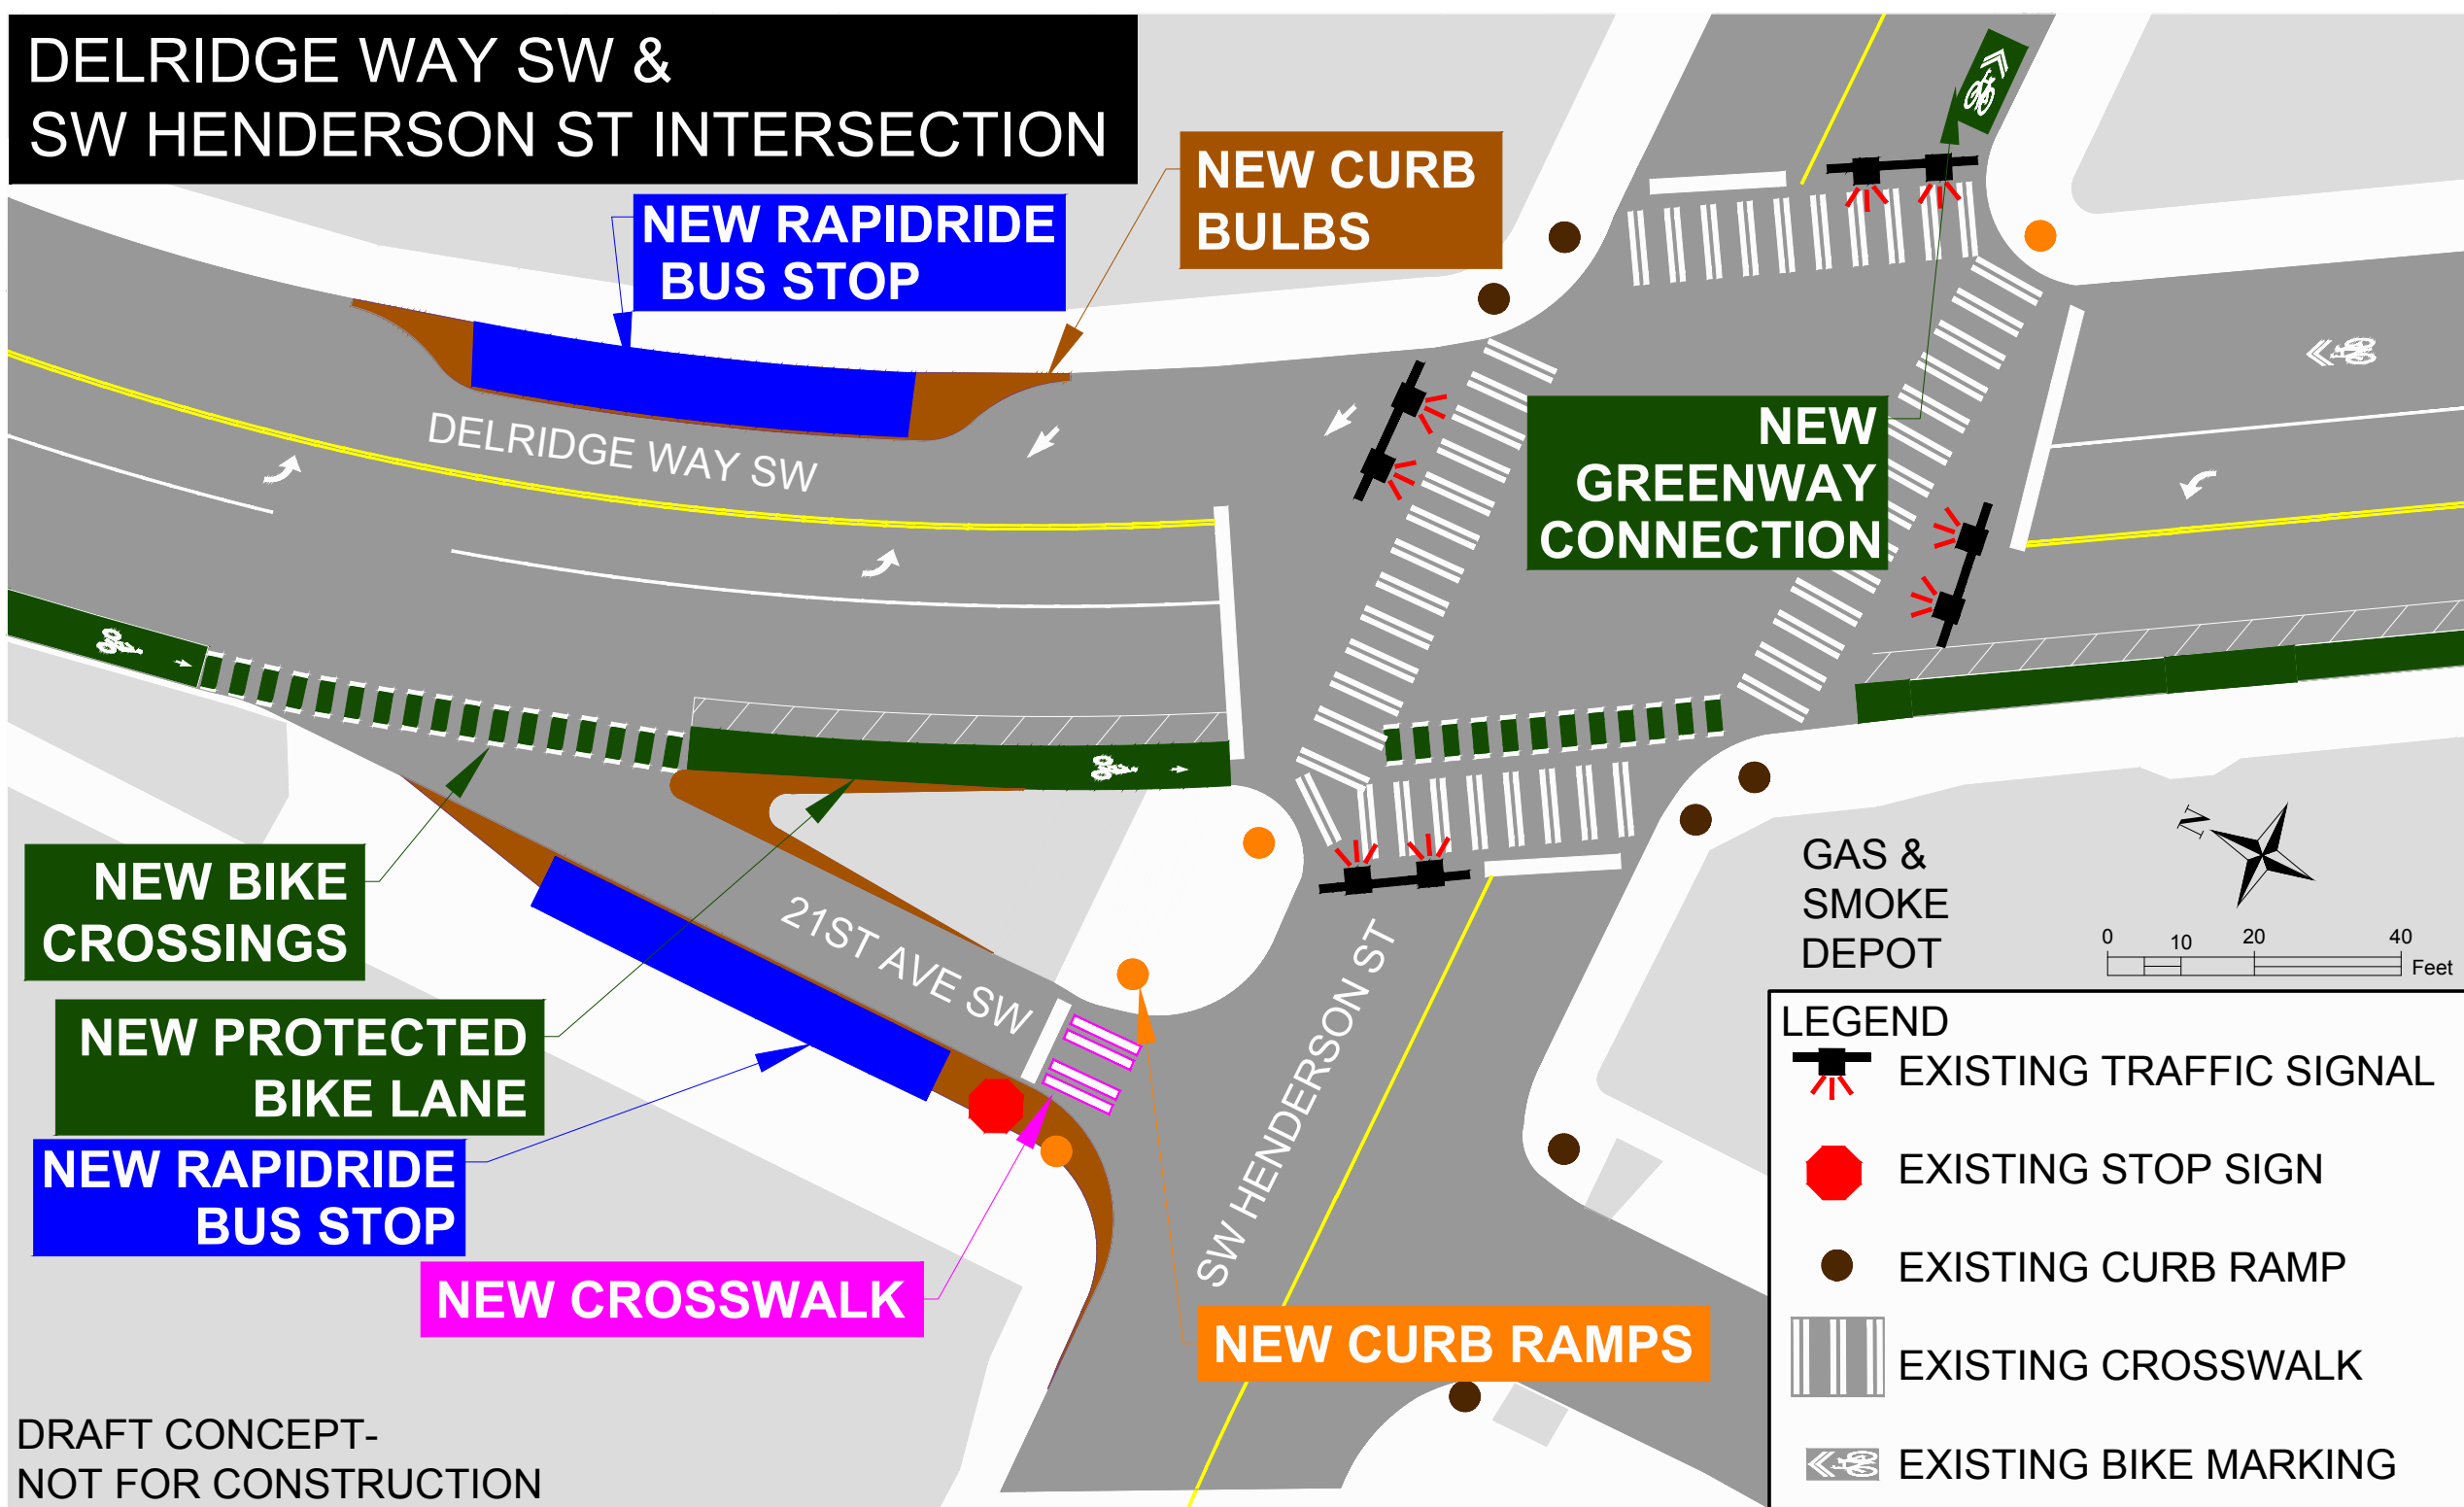 DELRIDGE WAY SW &
SW HENDERSON ST INTERSECTION
NEW CURB
BULBS
NEW RAPIDRIDE
BUS STOP
DELRIDGE WAY SW
NEW
GREENWAY
CONNECTION
NEW BIKE
CROSSINGS
NEW PROTECTED
BIKE LANE
NEW RAPIDRIDE
BUS STOP
NEW CROSSWALK
NEW CURB RAMPS
21ST AVE SW
SW HENDERSON ST
GAS &
SMOKE
DEPOT
N
0 10 20 40
Feet
LEGEND
EXISTING TRAFFIC SIGNAL
EXISTING STOP SIGN
EXISTING CURB RAMP
EXISTING CROSSWALK
EXISTING BIKE MARKING
DRAFT CONCEPT-
NOT FOR CONSTRUCTION